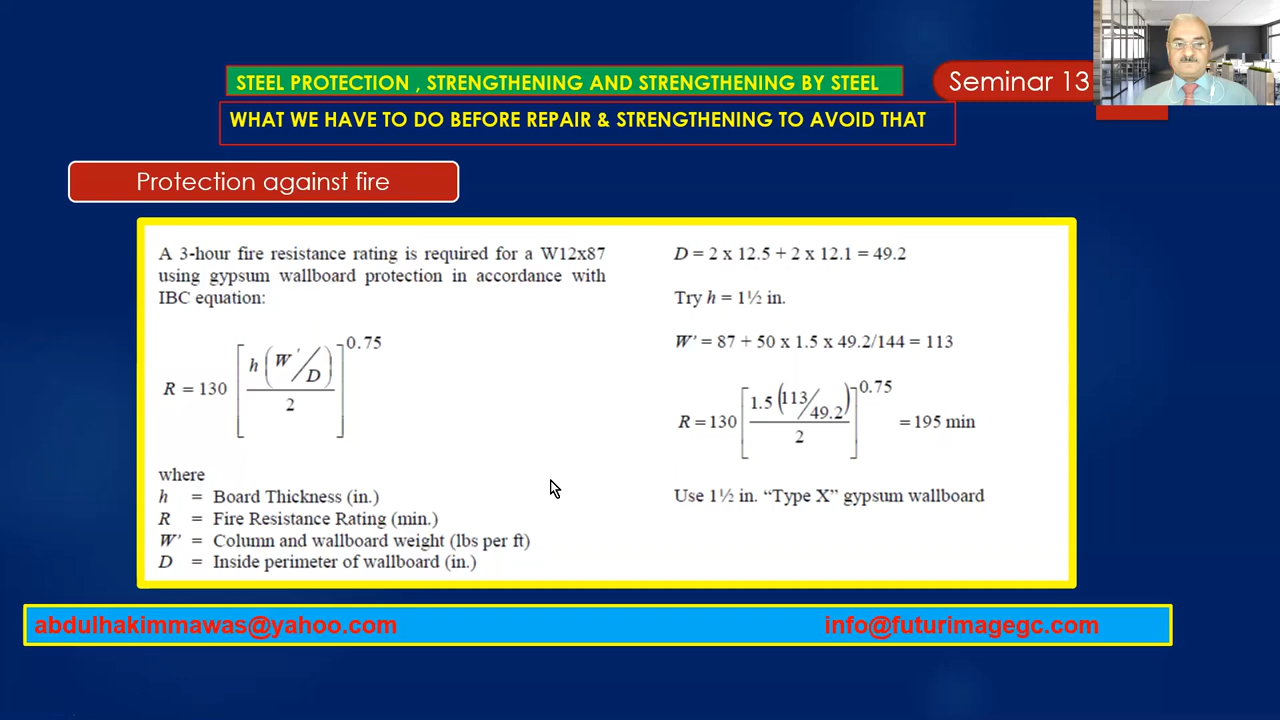 STEEL PROTECTION , STRENGTHENING AND STRENGTHENING BY STEEL
Seminar 13
WHAT WE HAVE TO DO BEFORE REPAIR & STRENGTHENING TO AVOID THAT
Protection against fire
A 3-hour fire resistance rating is required for a W12x87
using gypsum wallboard protection in accordance with
IBC equation:
R = 130 [h (W'/D) / 2]^0.75
where
h = Board Thickness (in.)
R = Fire Resistance Rating (min.)
W' = Column and wallboard weight (lbs per ft)
D = Inside perimeter of wallboard (in.)
D = 2 x 12.5 + 2 x 12.1 = 49.2
Try h = 1½ in.
W' = 87 + 50 x 1.5 x 49.2/144 = 113
R = 130 [1.5 (113/49.2) / 2]^0.75 = 195 min
Use 1½ in. “Type X” gypsum wallboard
abdulhakimmawas@yahoo.com
info@futurimagegc.com